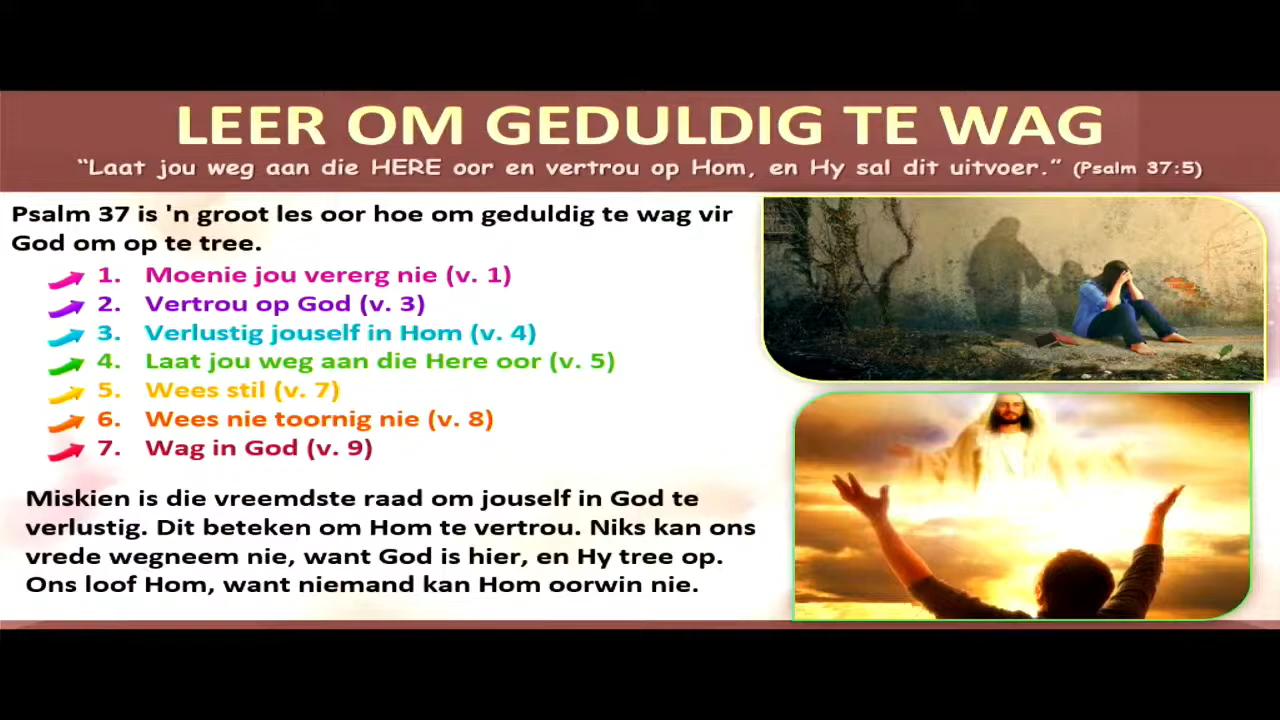 LEER OM GEDULDIG TE WAG
“Laat jou weg aan die HERE oor en vertrou op Hom, en Hy sal dit uitvoer.” (Psalm 37:5)
Psalm 37 is 'n groot les oor hoe om geduldig te wag vir
God om op te tree.
1. Moenie jou vererg nie (v. 1)
2. Vertrou op God (v. 3)
3. Verlustig jouself in Hom (v. 4)
4. Laat jou weg aan die Here oor (v. 5)
5. Wees stil (v. 7)
6. Wees nie toornig nie (v. 8)
7. Wag in God (v. 9)
Miskien is die vreemdste raad om jouself in God te
verlustig. Dit beteken om Hom te vertrou. Niks kan ons
vrede wegneem nie, want God is hier, en Hy tree op.
Ons loof Hom, want niemand kan Hom oorwin nie.